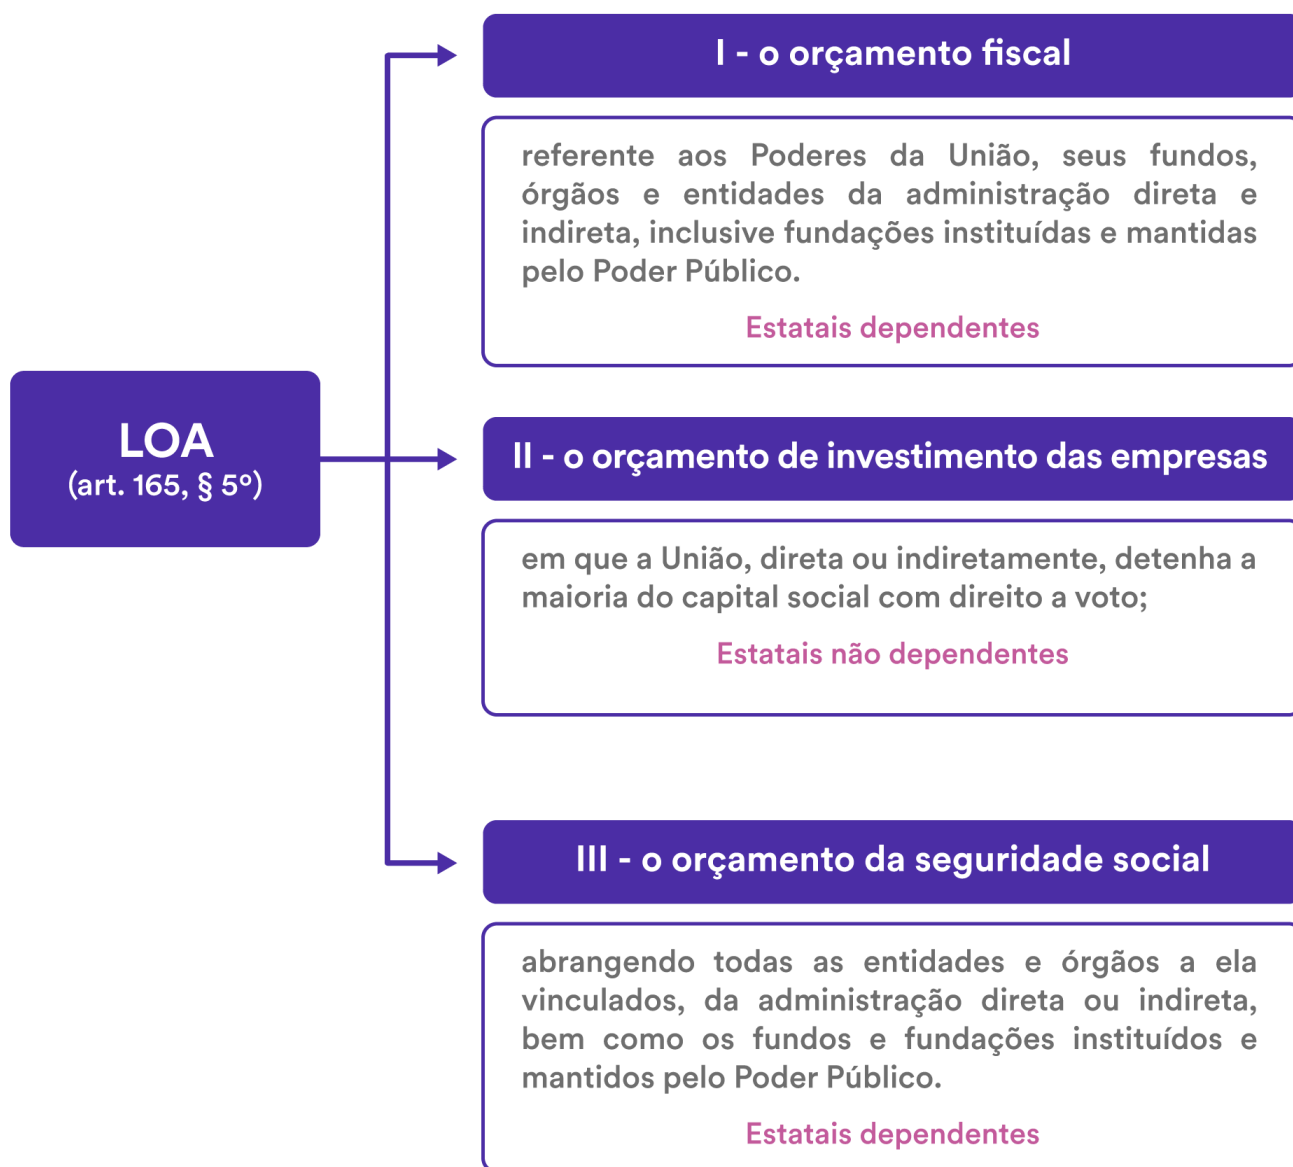 I - o orçamento fiscal
referente aos Poderes da União, seus fundos,
órgãos e entidades da administração direta e
indireta, inclusive fundações instituídas e mantidas
pelo Poder Público.
Estatais dependentes
LOA
(art. 165, § 5º)
II - o orçamento de investimento das empresas
em que a União, direta ou indiretamente, detenha a
maioria do capital social com direito a voto;
Estatais não dependentes
III - o orçamento da seguridade social
abrangendo todas as entidades e órgãos a ela
vinculados, da administração direta ou indireta,
bem como os fundos e fundações instituídos e
mantidos pelo Poder Público.
Estatais dependentes